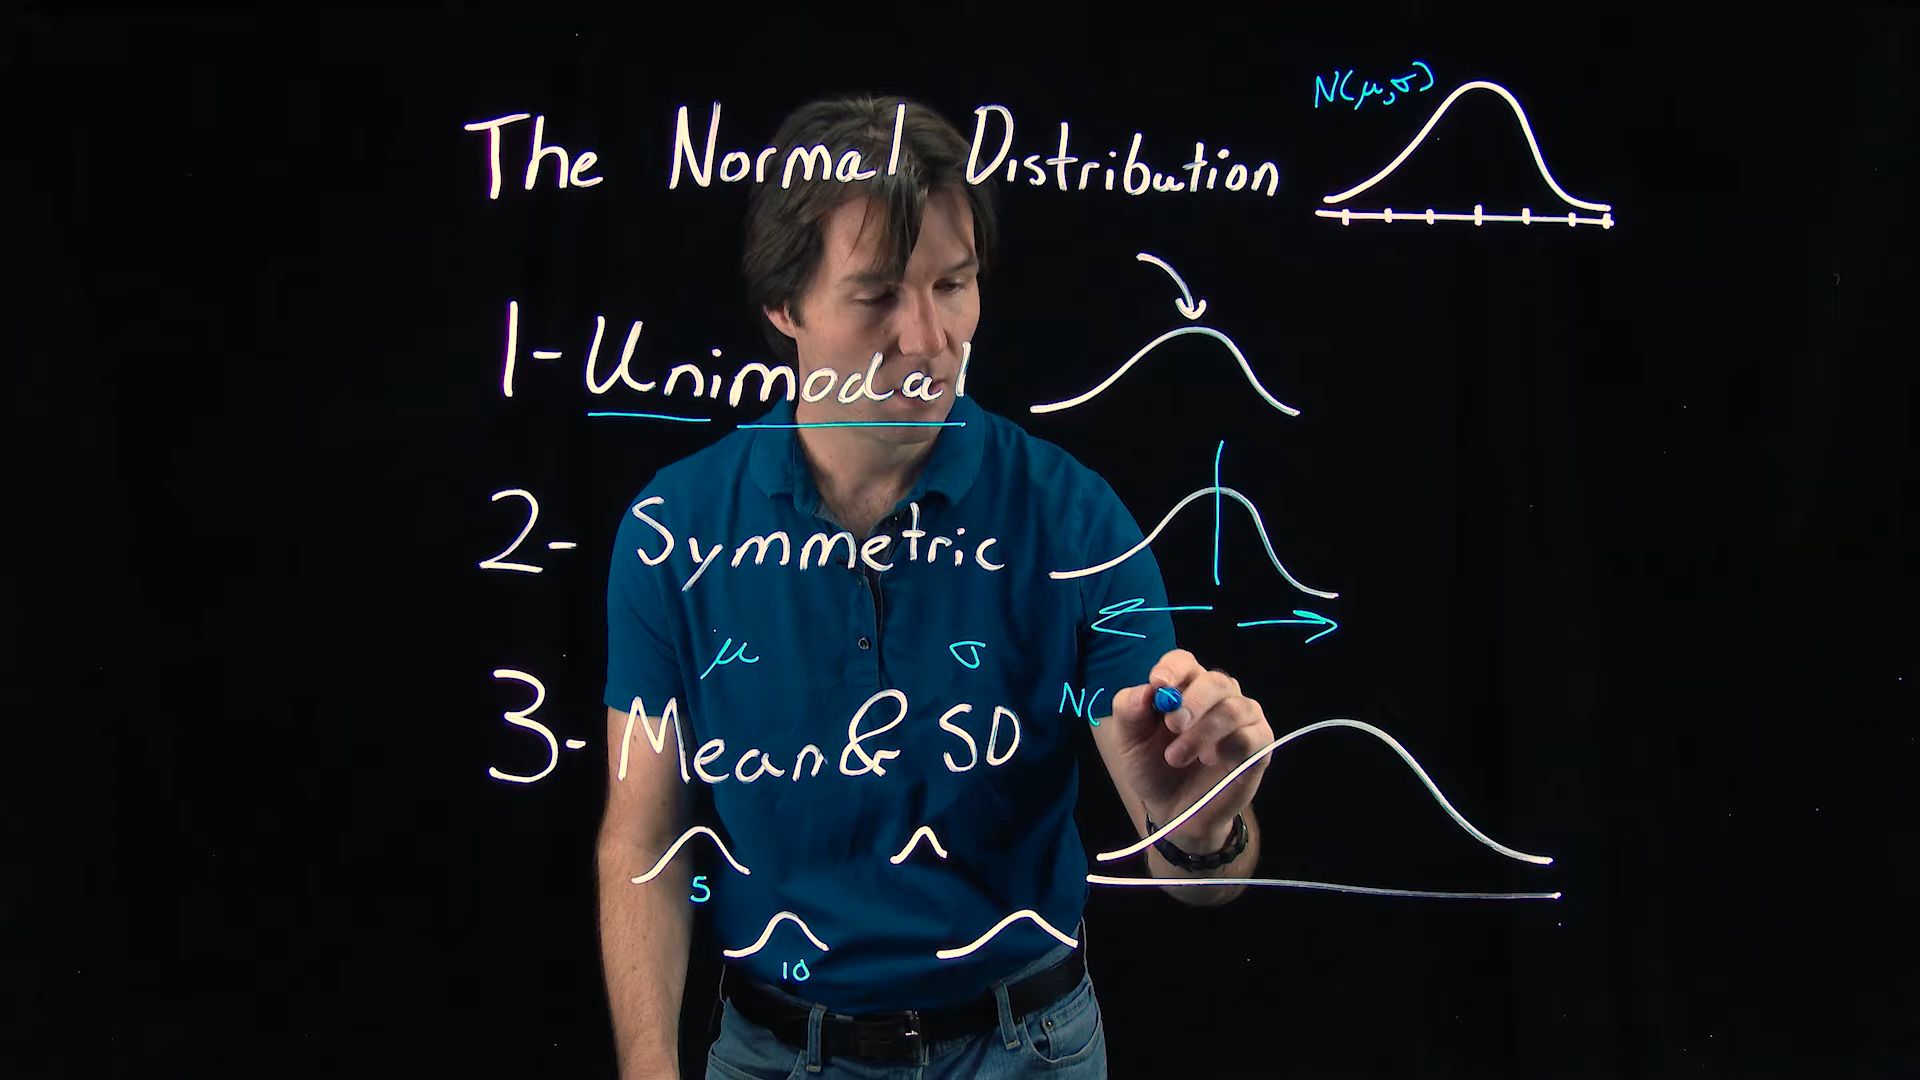 The Normal Distribution
N(μ,σ)
1- Unimodal
2- Symmetric
μ σ
3- Mean & SD
N(
5
10